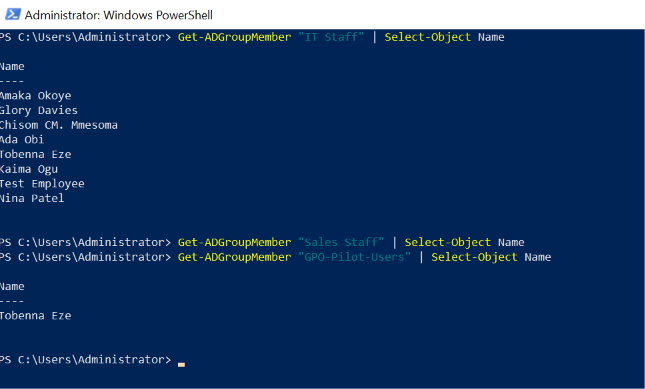 Administrator: Windows PowerShell
PS C:\Users\Administrator> Get-ADGroupMember "IT Staff" | Select-Object Name
Name
----
Amaka Okoye
Glory Davies
Chisom CM. Mmesoma
Ada Obi
Tobenna Eze
Kaima Ogu
Test Employee
Nina Patel
PS C:\Users\Administrator> Get-ADGroupMember "Sales Staff" | Select-Object Name
PS C:\Users\Administrator> Get-ADGroupMember "GPO-Pilot-Users" | Select-Object Name
Name
----
Tobenna Eze
PS C:\Users\Administrator>